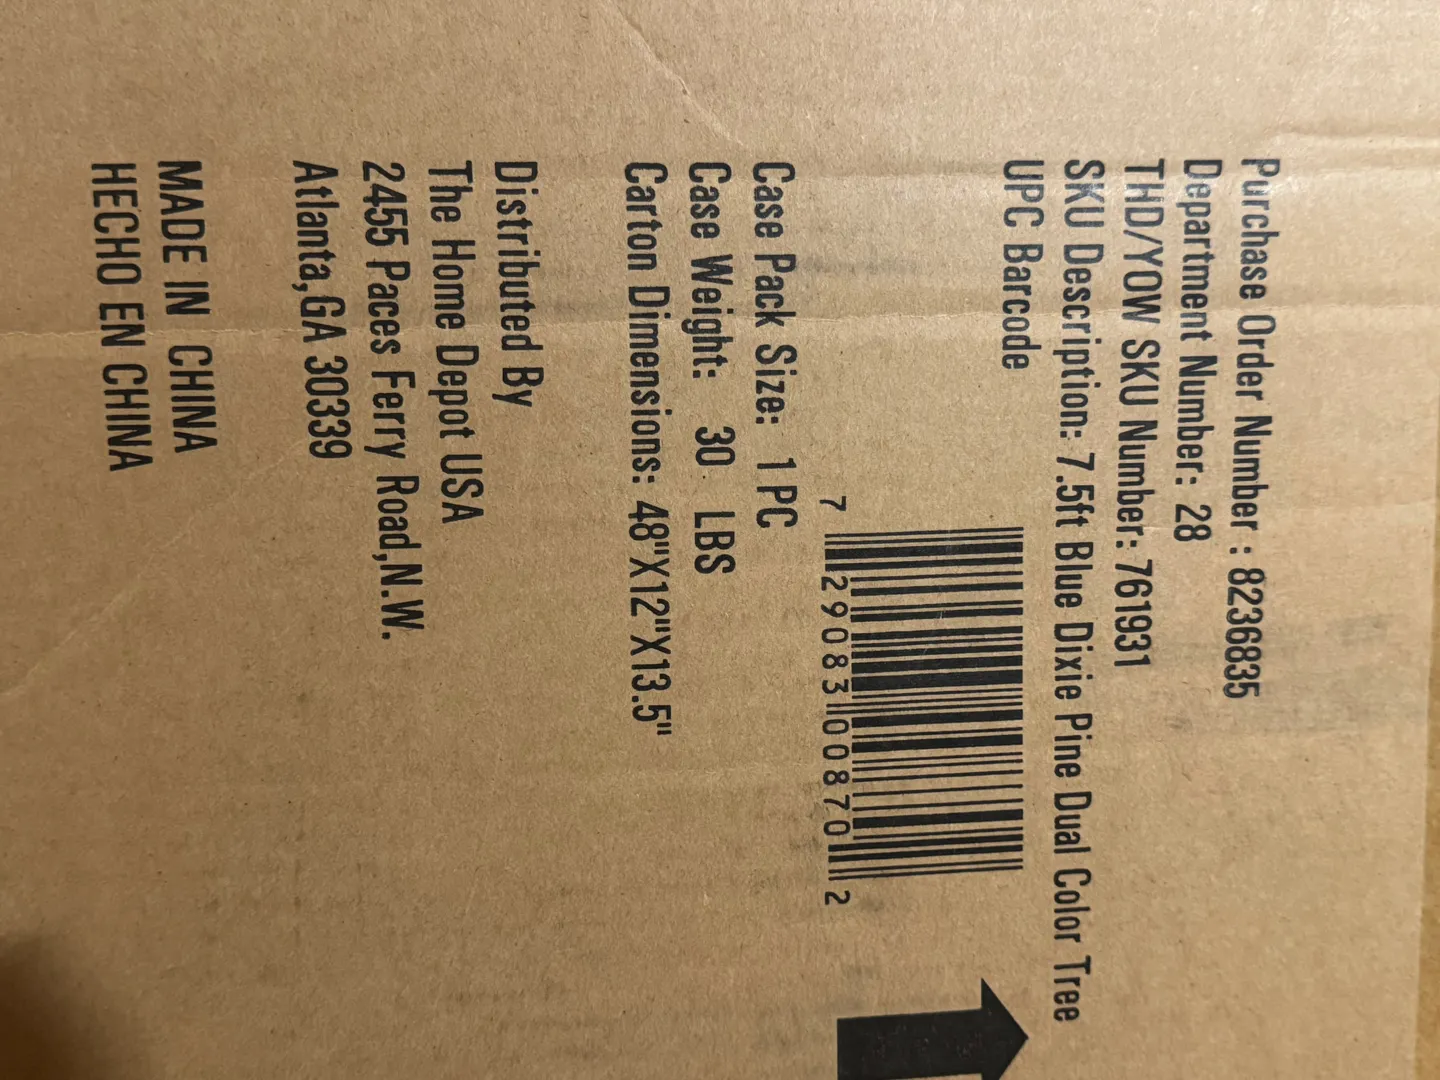 Purchase Order Number : 8236835
Department Number: 28
THD/YOW SKU Number: 761931
SKU Description: 7.5ft Blue Dixie Pine Dual Color Tree
UPC Barcode
7 29083 00870 2
Case Pack Size: 1 PC
Case Weight: 30 LBS
Carton Dimensions: 48"X12"X13.5"
Distributed By
The Home Depot USA
2455 Paces Ferry Road,N.W.
Atlanta,GA 30339
MADE IN CHINA
HECHO EN CHINA